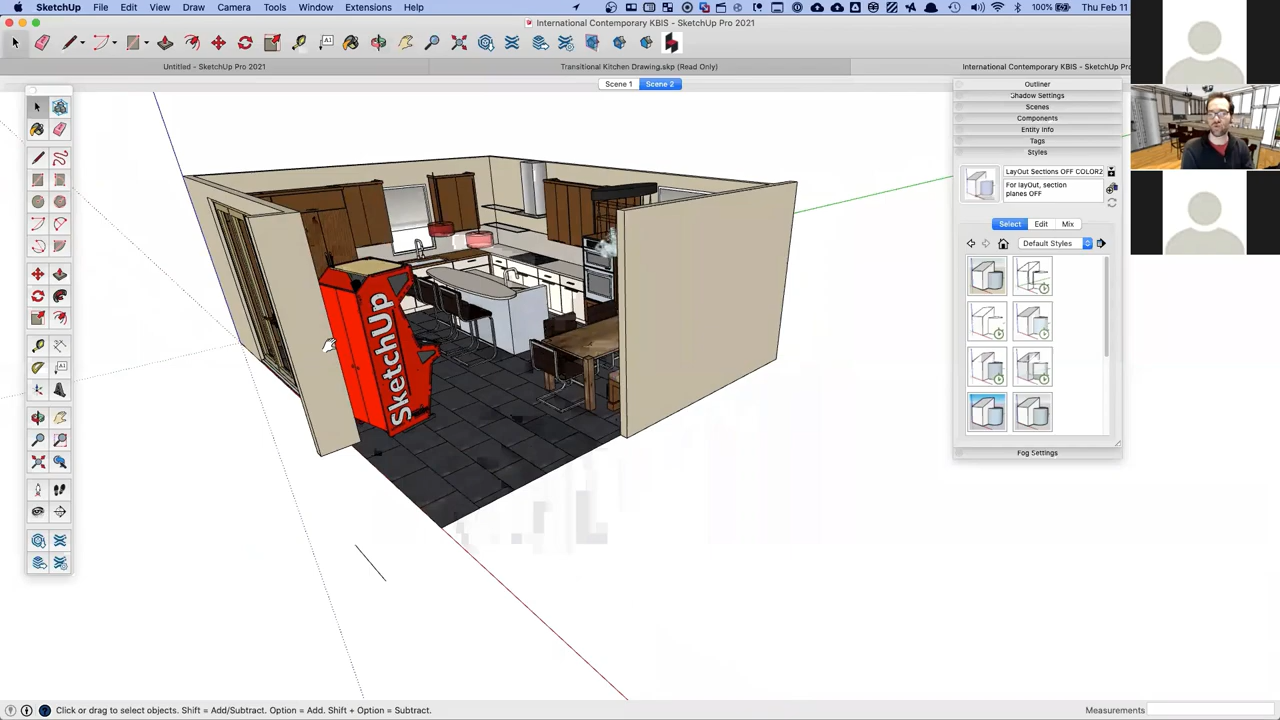 SketchUp File Edit View Draw Camera Tools Window Extensions Help 100% Thu Feb 11
International Contemporary KBIS - SketchUp Pro 2021
Untitled - SketchUp Pro 2021
Transitional Kitchen Drawing.skp (Read Only)
International Contemporary KBIS - SketchUp Pro
Scene 1 Scene 2
Outliner
Shadow Settings
Scenes
Components
Entity Info
Tags
Styles
LayOut Sections OFF COLOR2
For layOut, section
planes OFF
Select Edit Mix
Default Styles
Fog Settings
SketchUp
Click or drag to select objects. Shift = Add/Subtract. Option = Add. Shift + Option = Subtract.
Measurements